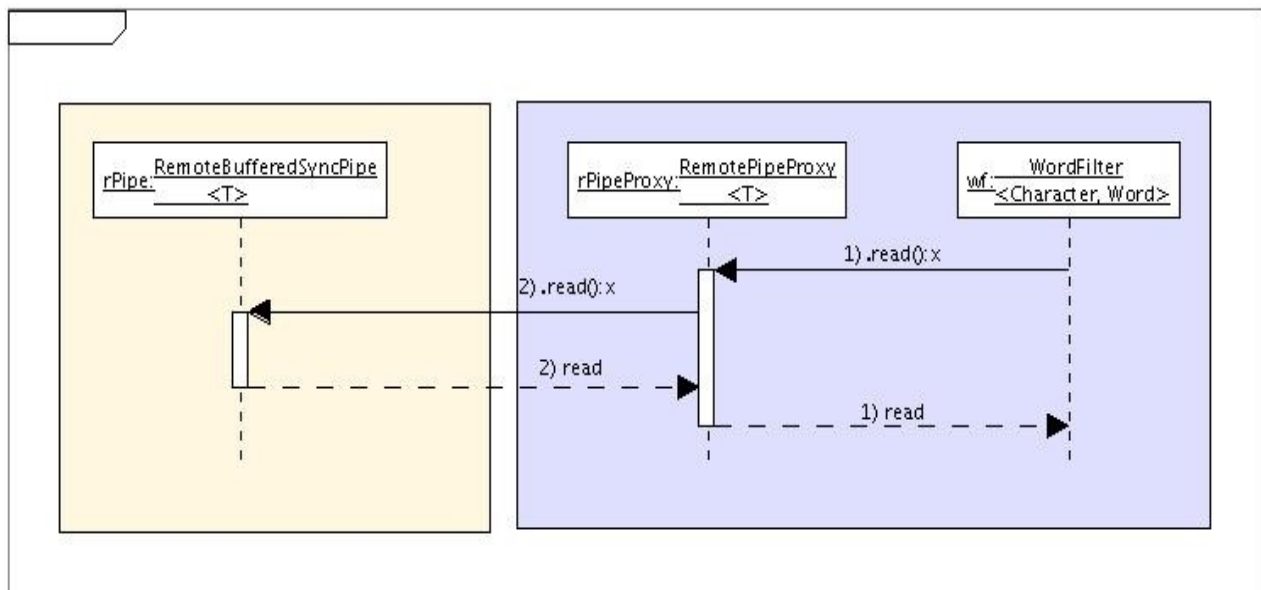 RemoteBufferedSyncPipe
rPipe:
<T>
RemotePipeProxy
rPipeProxy:
<T>
WordFilter
wf:
<Character, Word>
1) .read(): x
2) .read(): x
2) read
1) read